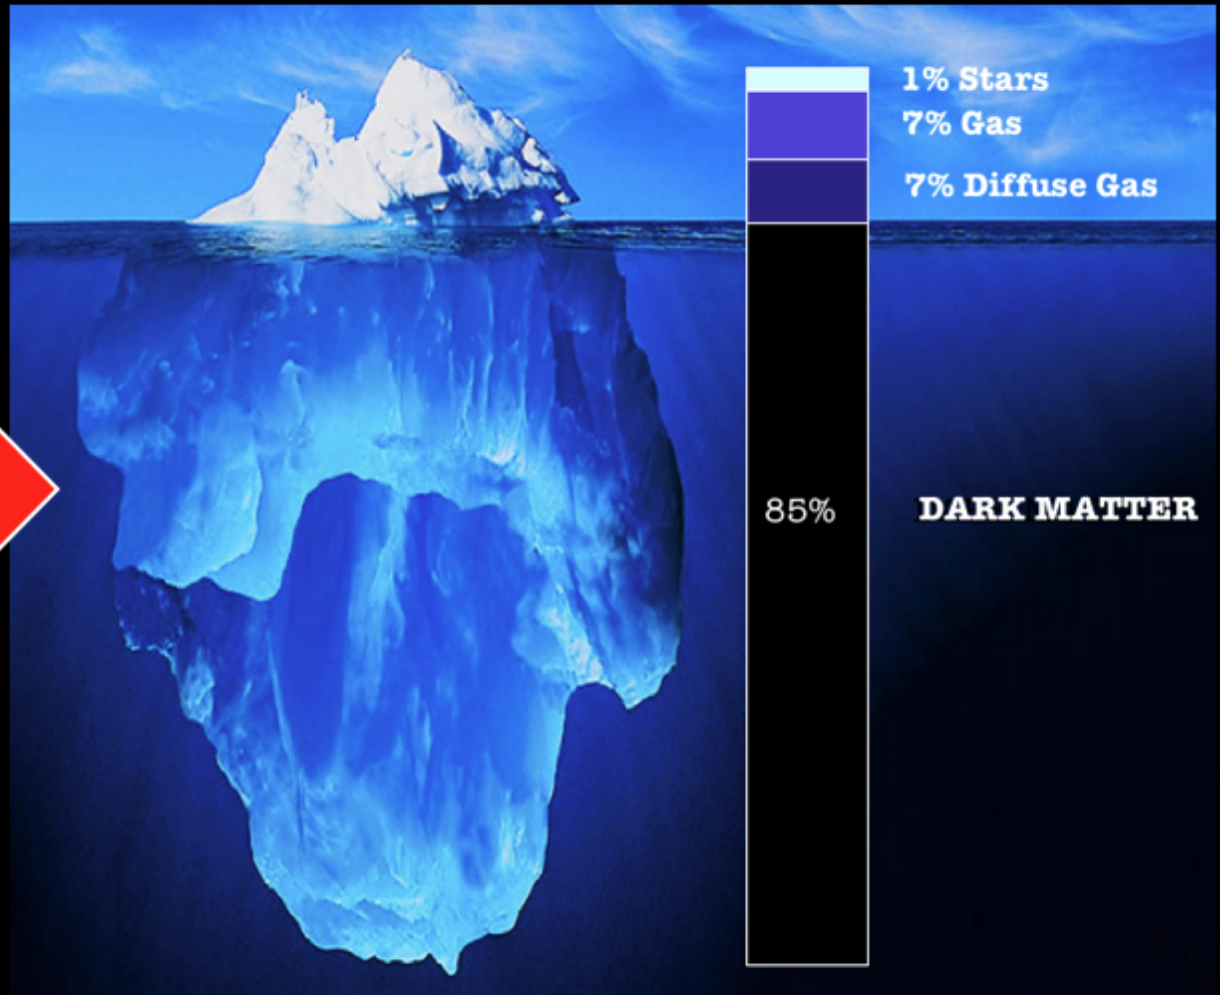 1% Stars
7% Gas
7% Diffuse Gas
85%
DARK MATTER